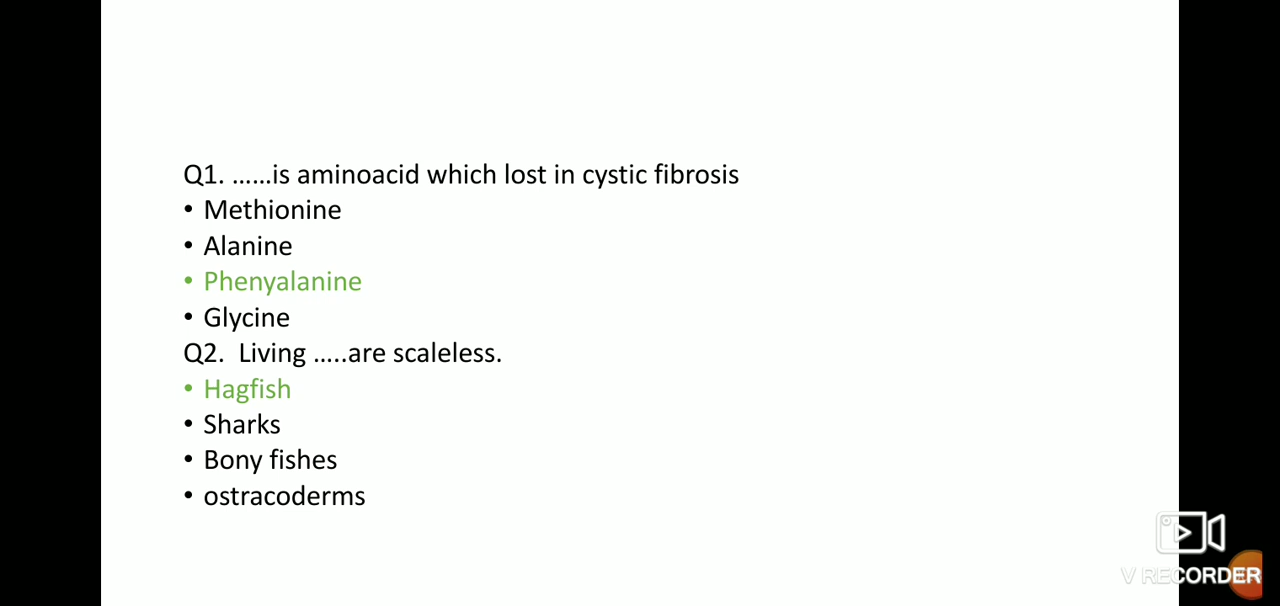 Q1. ......is aminoacid which lost in cystic fibrosis
• Methionine
• Alanine
• Phenyalanine
• Glycine
Q2. Living .....are scaleless.
• Hagfish
• Sharks
• Bony fishes
• ostracoderms
V RECORDER